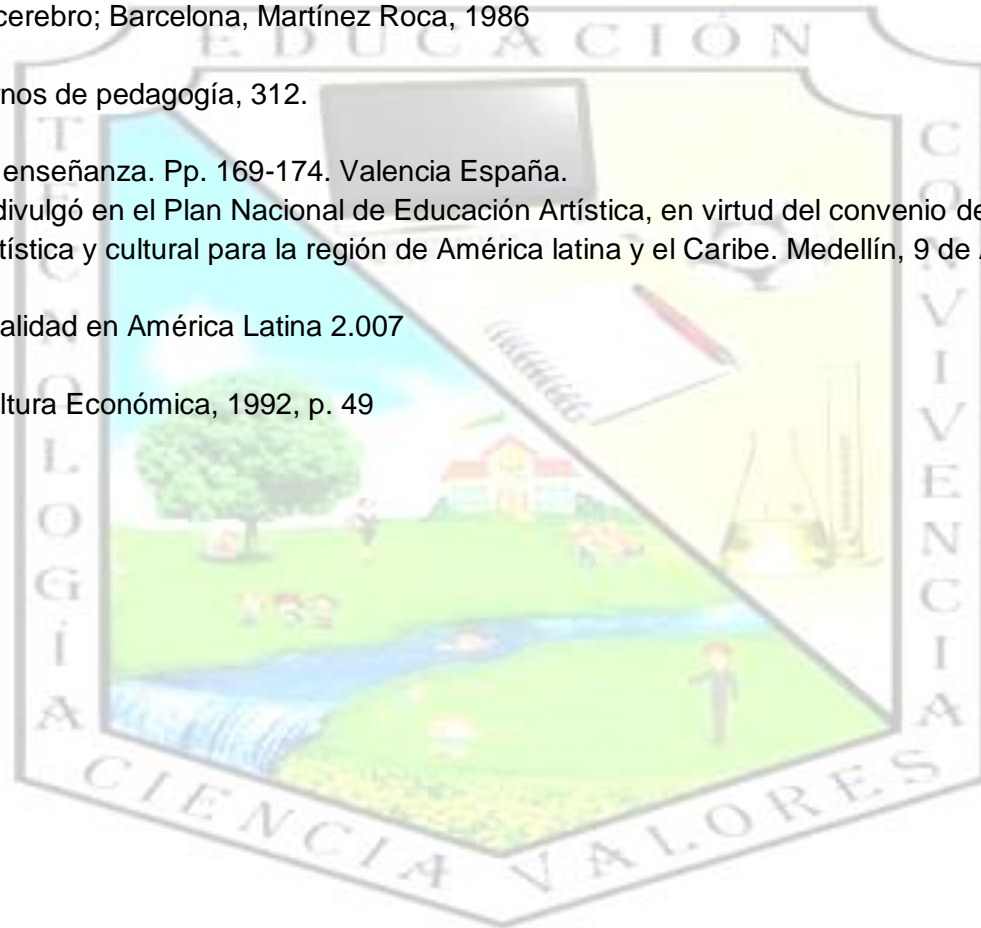 cerebro; Barcelona, Martínez Roca, 1986
EDUCACIÓN
rnos de pedagogía, 312.
enseñanza. Pp. 169-174. Valencia España.
divulgó en el Plan Nacional de Educación Artística, en virtud del convenio de
tística y cultural para la región de América latina y el Caribe. Medellín, 9 de A
alidad en América Latina 2.007
ltura Económica, 1992, p. 49
TECNOLOGÍA
CONVIVENCIA
CIENCIA VALORES